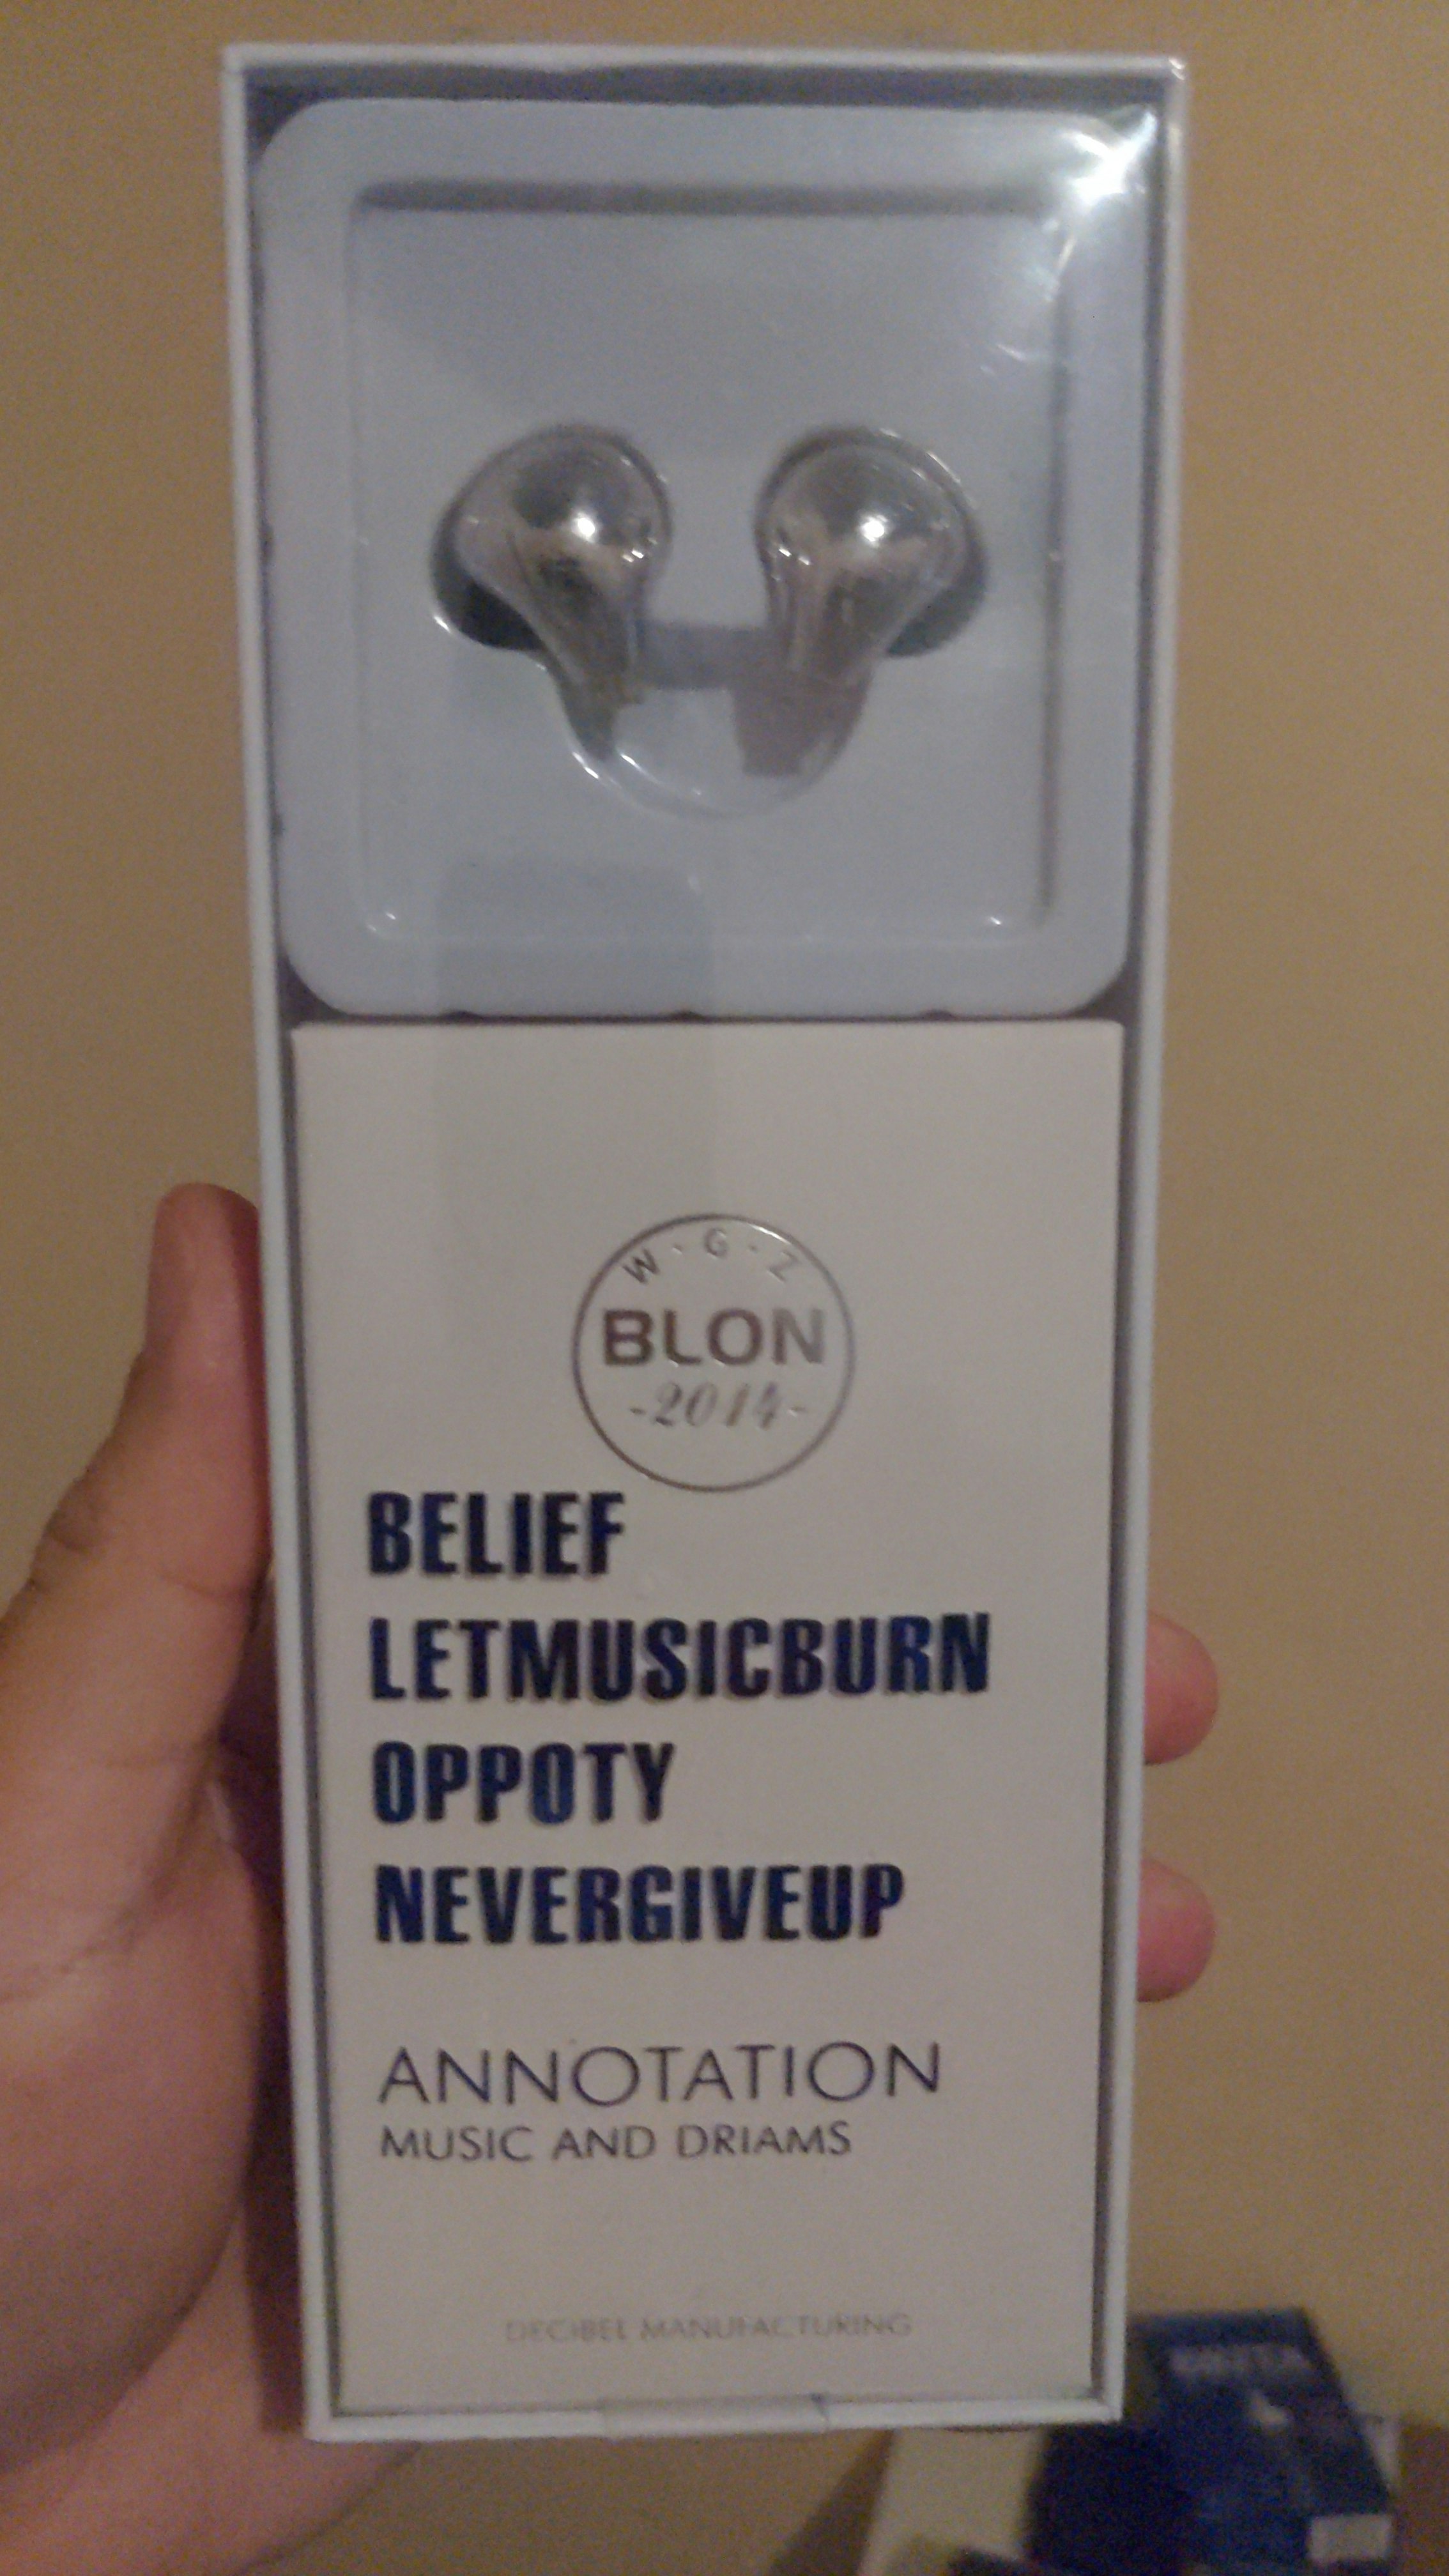 W·G·Z
BLON
-2014-
BELIEF
LETMUSICBURN
OPPOTY
NEVERGIVEUP
ANNOTATION
MUSIC AND DRIAMS
DECIBEL MANUFACTURING